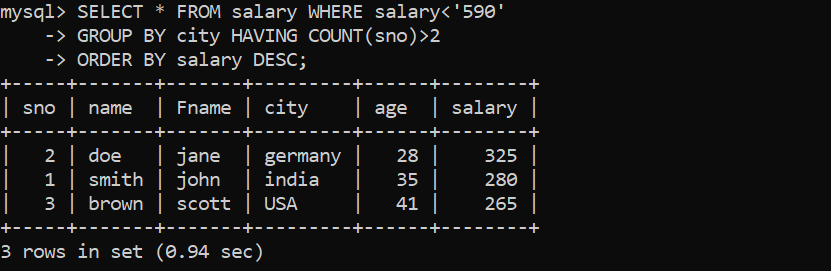 mysql> SELECT * FROM salary WHERE salary<'590'
    -> GROUP BY city HAVING COUNT(sno)>2
    -> ORDER BY salary DESC;
+-----+-------+-------+---------+------+--------+
| sno | name  | Fname | city    | age  | salary |
+-----+-------+-------+---------+------+--------+
|   2 | doe   | jane  | germany |   28 |    325 |
|   1 | smith | john  | india   |   35 |    280 |
|   3 | brown | scott | USA     |   41 |    265 |
+-----+-------+-------+---------+------+--------+
3 rows in set (0.94 sec)